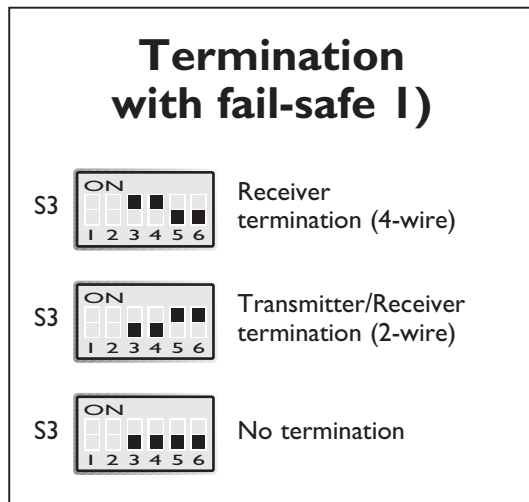 Termination
with fail-safe 1)
S3
ON
1 2 3 4 5 6
Receiver
termination (4-wire)
S3
ON
1 2 3 4 5 6
Transmitter/Receiver
termination (2-wire)
S3
ON
1 2 3 4 5 6
No termination